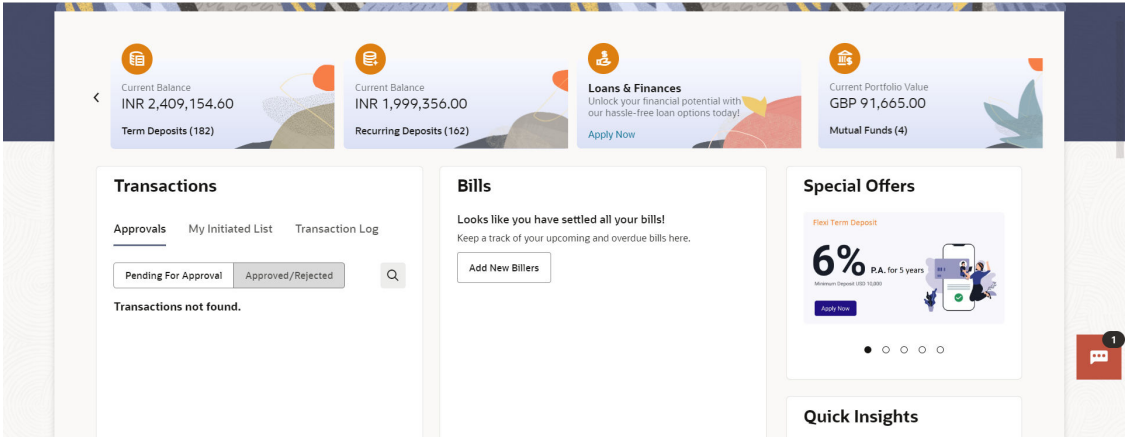 Current Balance
INR 2,409,154.60
Term Deposits (182)
Current Balance
INR 1,999,356.00
Recurring Deposits (162)
Loans & Finances
Unlock your financial potential with
our hassle-free loan options today!
Apply Now
Current Portfolio Value
GBP 91,665.00
Mutual Funds (4)
Transactions
Approvals My Initiated List Transaction Log
Pending For Approval Approved/Rejected
Transactions not found.
Bills
Looks like you have settled all your bills!
Keep a track of your upcoming and overdue bills here.
Add New Billers
Special Offers
Flexi Term Deposit
6% P.A. for 5 years
Minimum Deposit USD 10,000
Apply Now
1
Quick Insights